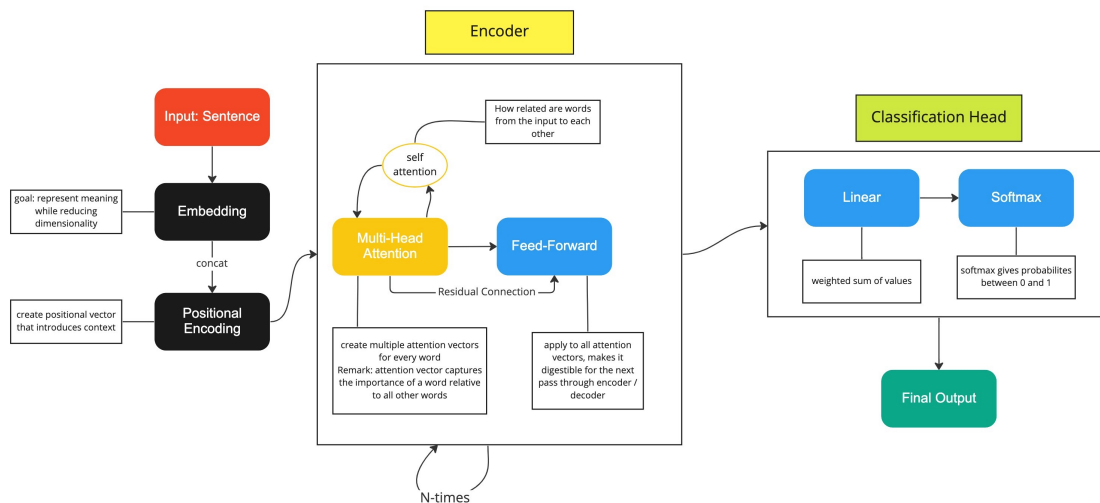 Encoder
Input: Sentence
goal: represent meaning
while reducing
dimensionality
Embedding
concat
create positional vector
that introduces context
Positional
Encoding
How related are words
from the input to each
other
self
attention
Multi-Head
Attention
Feed-Forward
Residual Connection
create multiple attention vectors
for every word
Remark: attention vector captures
the importance of a word relative
to all other words
apply to all attention
vectors, makes it
digestible for the next
pass through encoder /
decoder
N-times
Classification Head
Linear
Softmax
weighted sum of values
softmax gives probabilites
between 0 and 1
Final Output